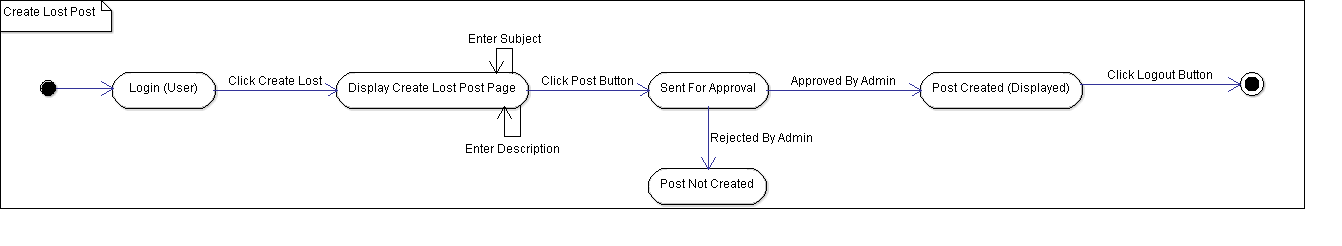 Create Lost Post
Enter Subject
Login (User)
Click Create Lost
Display Create Lost Post Page
Click Post Button
Sent For Approval
Approved By Admin
Post Created (Displayed)
Click Logout Button
Enter Description
Rejected By Admin
Post Not Created